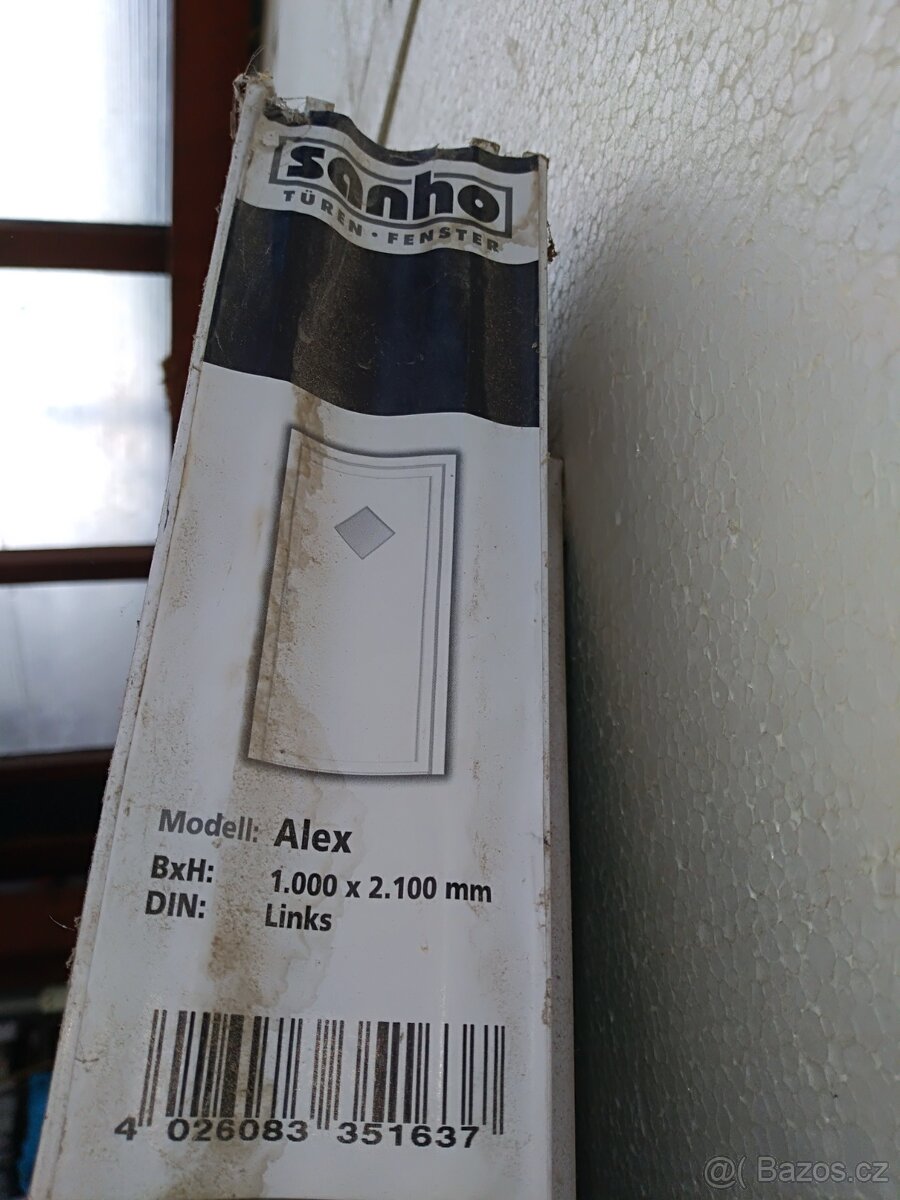 sanho
TÜREN · FENSTER
Modell: Alex
BxH: 1.000 x 2.100 mm
DIN: Links
4 026083 351637
@( Bazos.cz